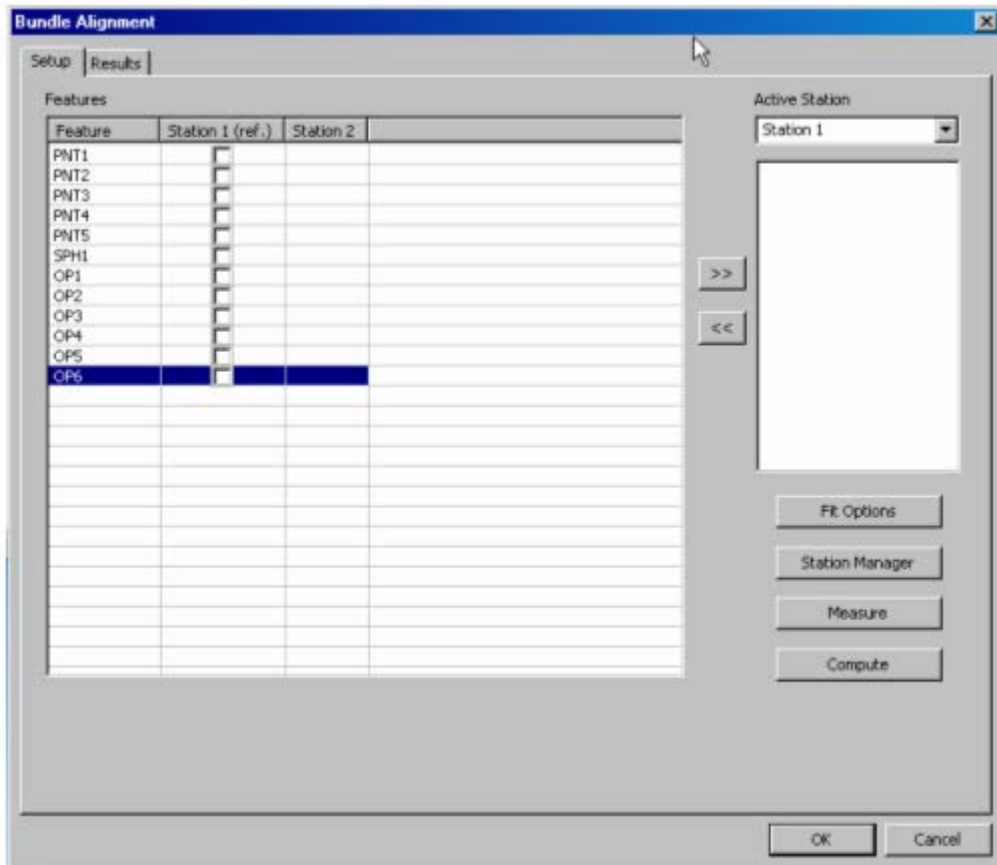 Bundle Alignment
Setup Results
Features
Active Station
Feature Station 1 (ref.) Station 2
Station 1
PNT1
PNT2
PNT3
PNT4
PNT5
SPH1
OP1
OP2
OP3
OP4
OP5
OP6
>>
<<
Fit Options
Station Manager
Measure
Compute
OK Cancel